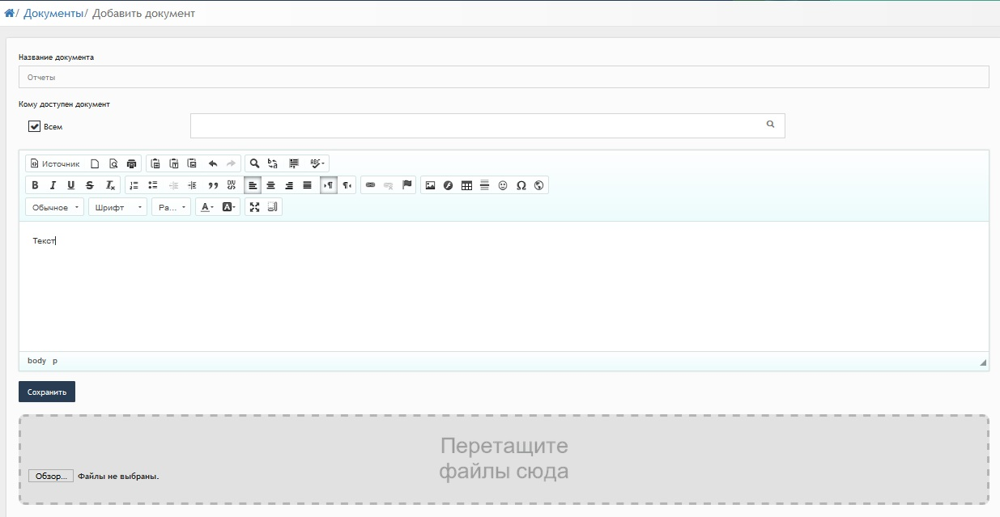 / Документы/ Добавить документ
Название документа
Отчеты
Кому доступен документ
Всем
Источник
Обычное Шрифт Ра...
Текст
body p
Сохранить
Перетащите
файлы сюда
Обзор... Файлы не выбраны.